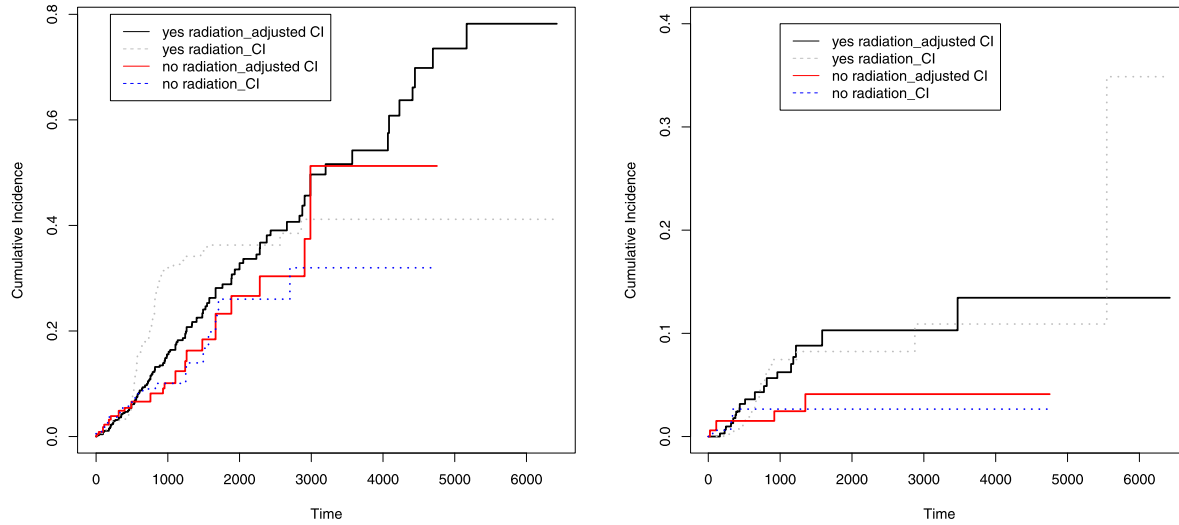 yes radiation_adjusted CI
yes radiation_CI
no radiation_adjusted CI
no radiation_CI
0.8
0.6
0.4
0.2
0.0
Cumulative Incidence
0 1000 2000 3000 4000 5000 6000
Time
yes radiation_adjusted CI
yes radiation_CI
no radiation_adjusted CI
no radiation_CI
0.4
0.3
0.2
0.1
0.0
Cumulative Incidence
0 1000 2000 3000 4000 5000 6000
Time